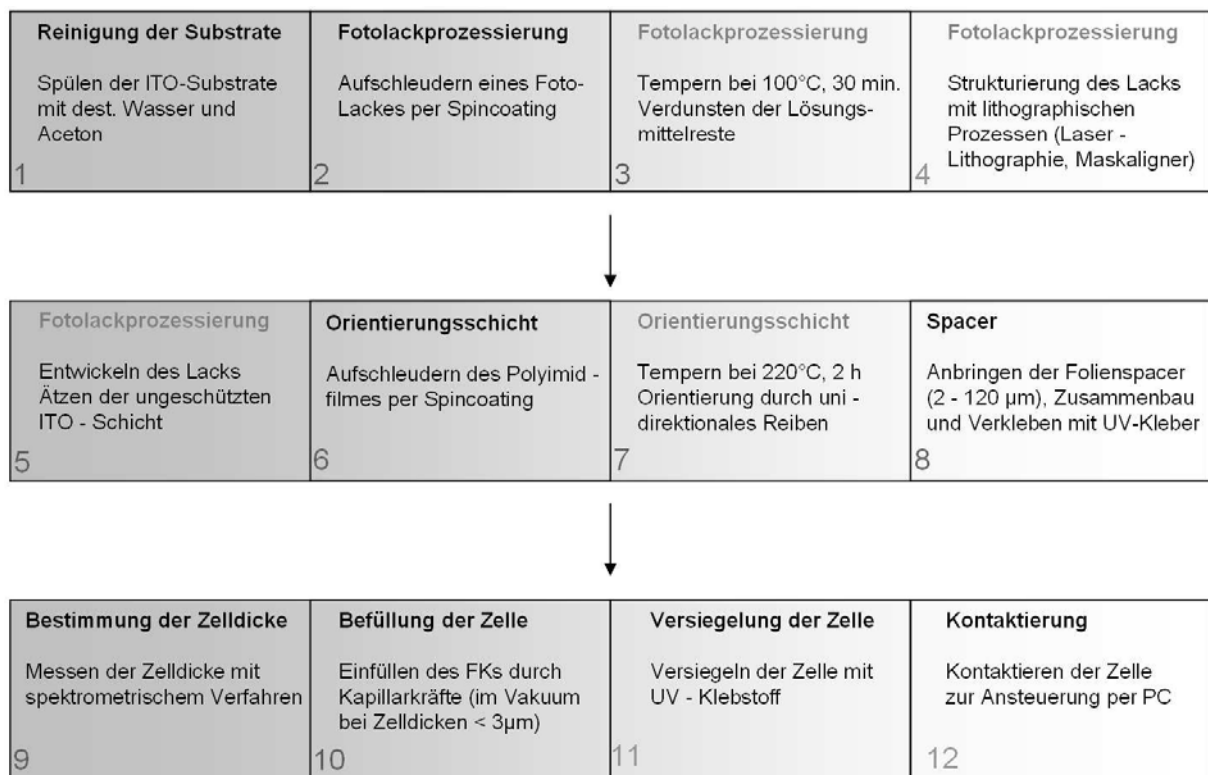 Reinigung der Substrate
Spülen der ITO-Substrate
mit dest. Wasser und
Aceton
1
Fotolackprozessierung
Aufschleudern eines Foto-
Lackes per Spincoating
2
Fotolackprozessierung
Tempern bei 100°C, 30 min.
Verdunsten der Lösungs-
mittelreste
3
Fotolackprozessierung
Strukturierung des Lacks
mit lithographischen
Prozessen (Laser -
Lithographie, Maskaligner)
4
Fotolackprozessierung
Entwickeln des Lacks
Ätzen der ungeschützten
ITO - Schicht
5
Orientierungsschicht
Aufschleudern des Polyimid -
filmes per Spincoating
6
Orientierungsschicht
Tempern bei 220°C, 2 h
Orientierung durch uni -
direktionales Reiben
7
Spacer
Anbringen der Folienspacer
(2 - 120 µm), Zusammenbau
und Verkleben mit UV-Kleber
8
Bestimmung der Zelldicke
Messen der Zelldicke mit
spektrometrischem Verfahren
9
Befüllung der Zelle
Einfüllen des FKs durch
Kapillarkräfte (im Vakuum
bei Zelldicken < 3µm)
10
Versiegelung der Zelle
Versiegeln der Zelle mit
UV - Klebstoff
11
Kontaktierung
Kontaktieren der Zelle
zur Ansteuerung per PC
12